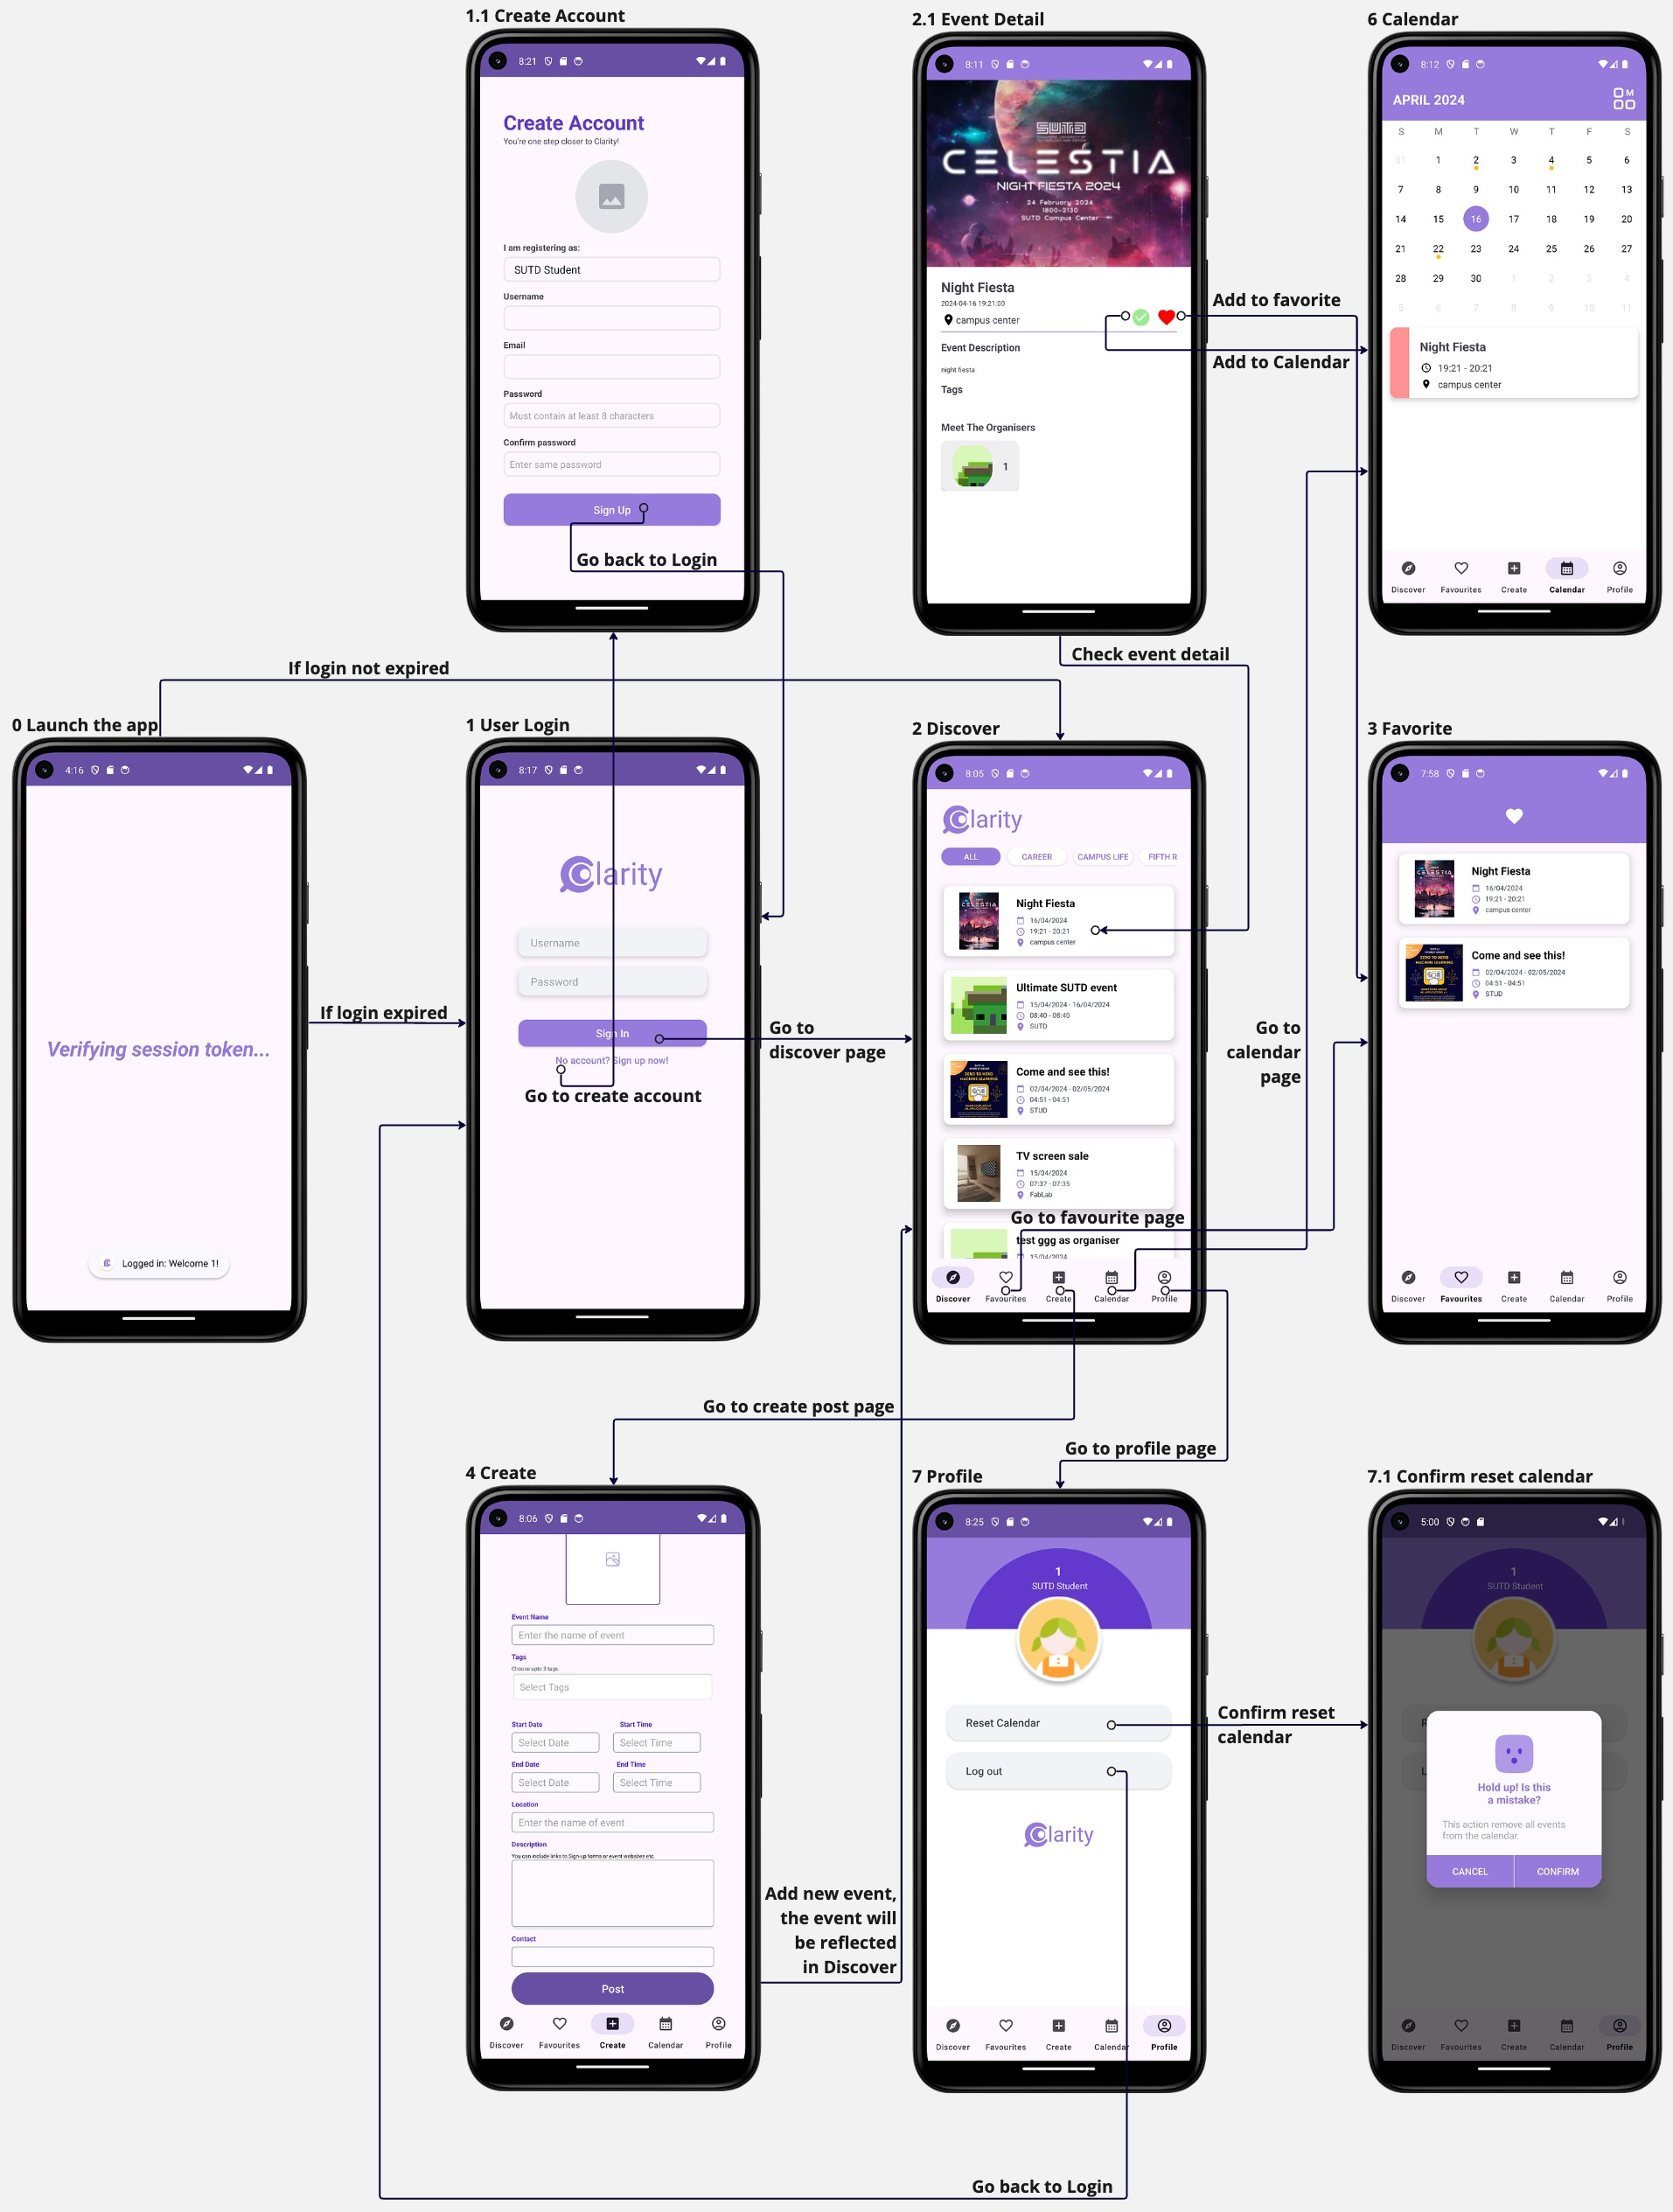 1.1 Create Account
8:21
Create Account
You're one step closer to Clarity!
I am registering as:
SUTD Student
Username
Email
Password
Must contain at least 8 characters
Confirm password
Enter same password
Sign Up
Go back to Login
2.1 Event Detail
8:11
SUTD
CELESTIA
NIGHT FIESTA 2024
24 February 2024
1800-2130
SUTD Campus Center
Night Fiesta
2024-04-16 19:21:00
campus center
Event Description
night fiesta
Tags
Meet The Organisers
1
Add to favorite
Add to Calendar
Check event detail
6 Calendar
8:12
APRIL 2024
M
S M T W T F S
31 1 2 3 4 5 6
7 8 9 10 11 12 13
14 15 16 17 18 19 20
21 22 23 24 25 26 27
28 29 30 1 2 3 4
5 6 7 8 9 10 11
Night Fiesta
19:21 - 20:21
campus center
Discover Favourites Create Calendar Profile
If login not expired
0 Launch the app
4:16
Verifying session token...
Logged in: Welcome 1!
If login expired
1 User Login
8:17
Clarity
Username
Password
Sign In
No account? Sign up now!
Go to create account
Go to
discover page
2 Discover
8:05
Clarity
ALL CAREER CAMPUS LIFE FIFTH R
CELESTIA
Night Fiesta
16/04/2024
19:21 - 20:21
campus center
Ultimate SUTD event
15/04/2024 - 16/04/2024
08:40 - 08:40
SUTD
ZERO TO HERO
MACHINE LEARNING
Come and see this!
02/04/2024 - 02/05/2024
04:51 - 04:51
STUD
TV screen sale
15/04/2024
07:37 - 07:35
FabLab
Go to favourite page
test ggg as organiser
15/04/2024
Discover Favourites Create Calendar Profile
Go to
calendar
page
3 Favorite
7:58
CELESTIA
Night Fiesta
16/04/2024
19:21 - 20:21
campus center
ZERO TO HERO
MACHINE LEARNING
Come and see this!
02/04/2024 - 02/05/2024
04:51 - 04:51
STUD
Discover Favourites Create Calendar Profile
Go to create post page
Go to profile page
4 Create
8:06
Event Name
Enter the name of event
Tags
Choose upto 3 tags.
Select Tags
Start Date Start Time
Select Date Select Time
End Date End Time
Select Date Select Time
Location
Enter the name of event
Description
You can include links to Sign-up forms or event websites etc.
Contact
Post
Discover Favourites Create Calendar Profile
Add new event,
the event will
be reflected
in Discover
7 Profile
8:25
1
SUTD Student
Reset Calendar
Log out
Clarity
Discover Favourites Create Calendar Profile
Confirm reset
calendar
7.1 Confirm reset calendar
5:00
1
SUTD Student
R
L
Hold up! Is this
a mistake?
This action remove all events
from the calendar.
CANCEL CONFIRM
Discover Favourites Create Calendar Profile
Go back to Login